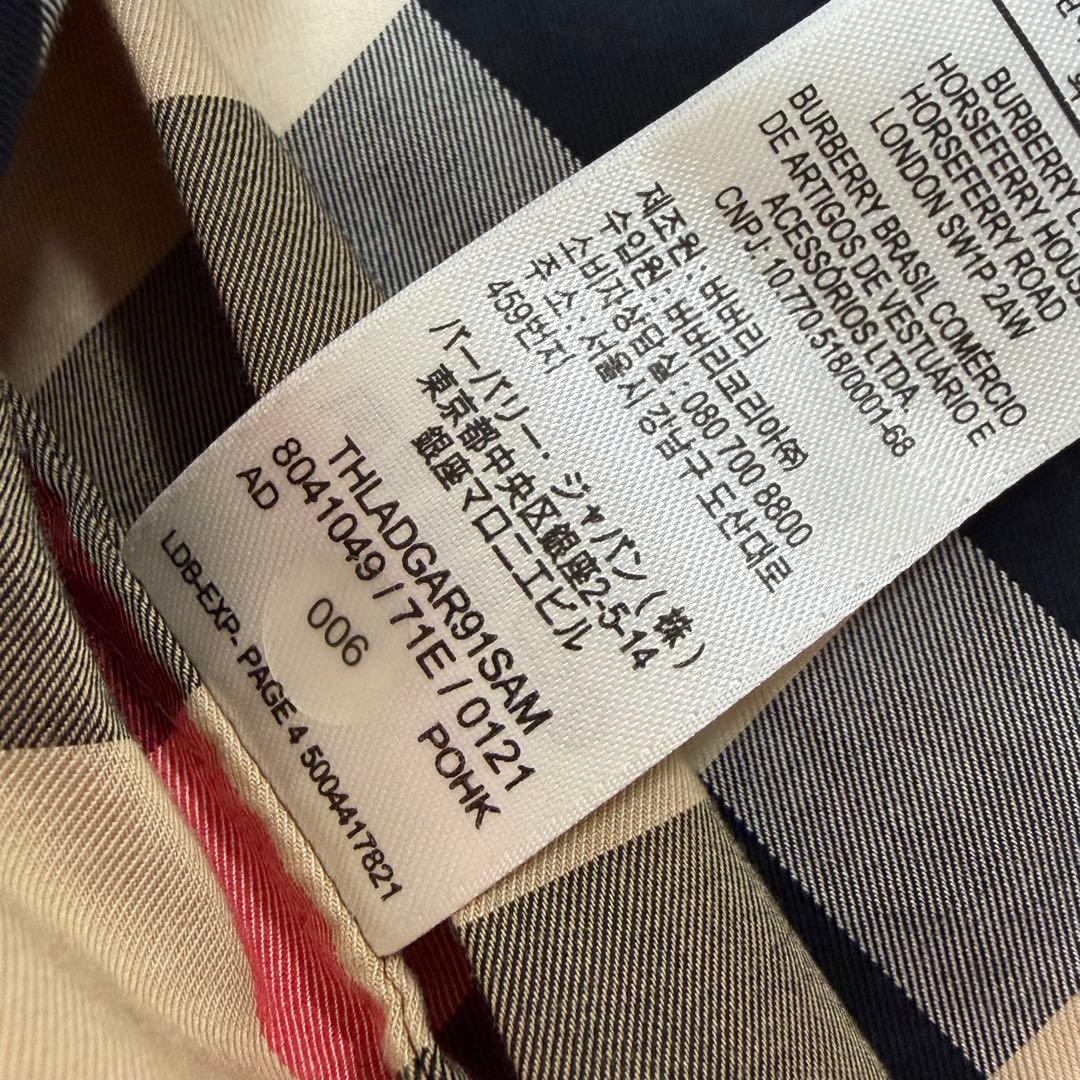 BURBERRY L
HORSEFERRY HOUSE
HORSEFERRY ROAD
LONDON SW1P 2AW
BURBERRY BRASIL COMÉRCIO
DE ARTIGOS DE VESTUÁRIO E
ACESSÓRIOS LTDA.
CNPJ: 10.770.518/0001-68
제조원 : 버버리
수입원 : 버버리코리아㈜
소비자상담실 : 080 700 8800
주 소 : 서울시 강남구 도산대로
459번지
バーバリー・ジャパン(株)
東京都中央区銀座2-5-14
銀座マロニエビル
THLADGAR91SAM
8041049 / 71E / 0121
AD POHK
006
LDB-EXP- PAGE 4 5004417821